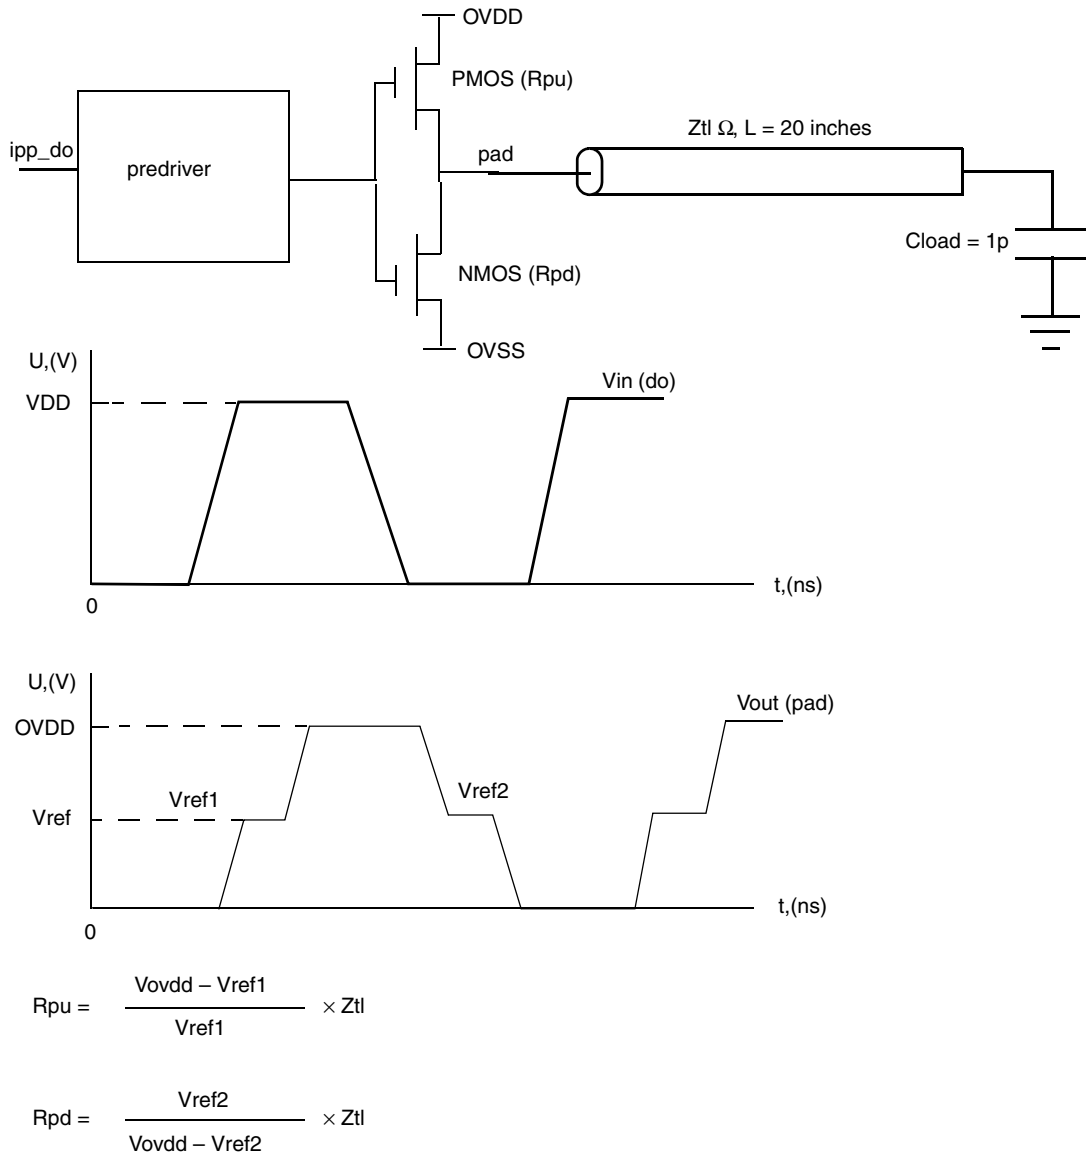 OVDD
PMOS (Rpu)
Ztl Ω, L = 20 inches
ipp_do
predriver
pad
Cload = 1p
NMOS (Rpd)
OVSS
U,(V)
VDD
Vin (do)
t,(ns)
0
U,(V)
OVDD
Vout (pad)
Vref1
Vref2
Vref
t,(ns)
0
Vovdd – Vref1
Rpu = × Ztl
Vref1
Vref2
Rpd = × Ztl
Vovdd – Vref2